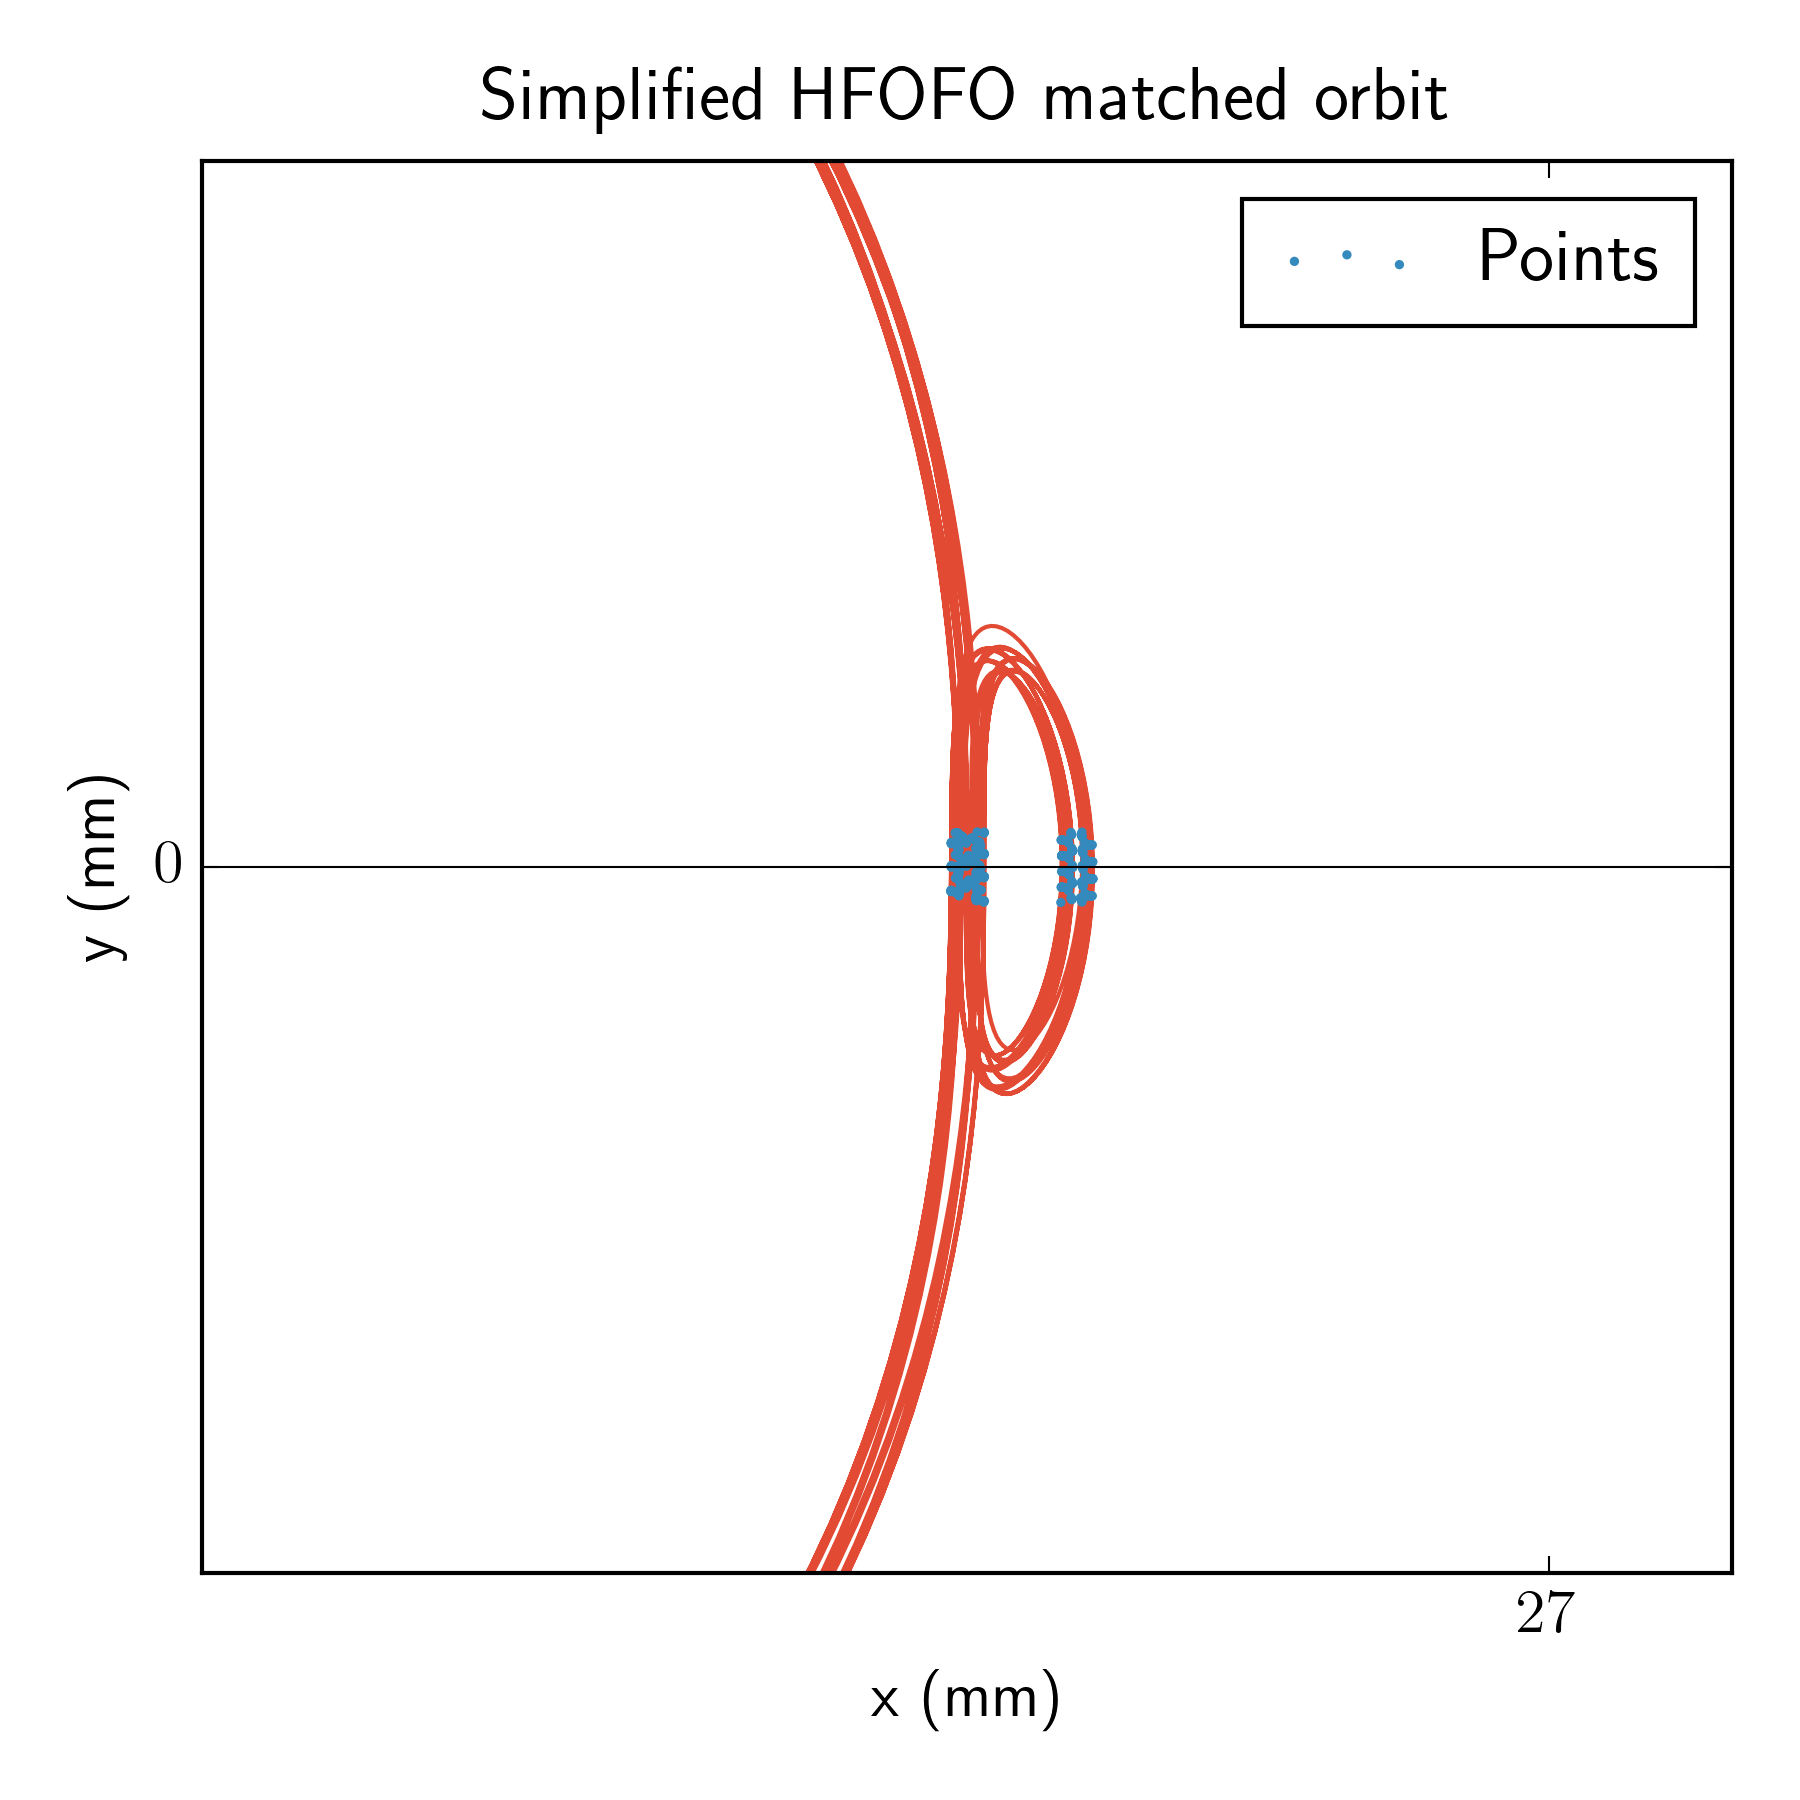 Simplified HFOFO matched orbit
Points
y (mm)
0
27
x (mm)